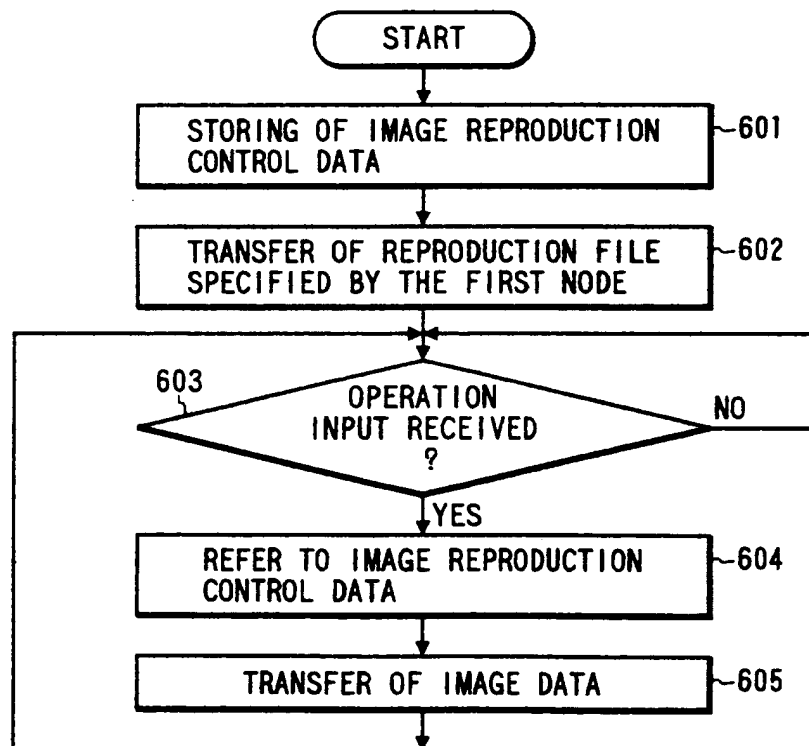 START
STORING OF IMAGE REPRODUCTION
CONTROL DATA
601
TRANSFER OF REPRODUCTION FILE
SPECIFIED BY THE FIRST NODE
602
603
OPERATION
INPUT RECEIVED
?
NO
YES
REFER TO IMAGE REPRODUCTION
CONTROL DATA
604
TRANSFER OF IMAGE DATA
605